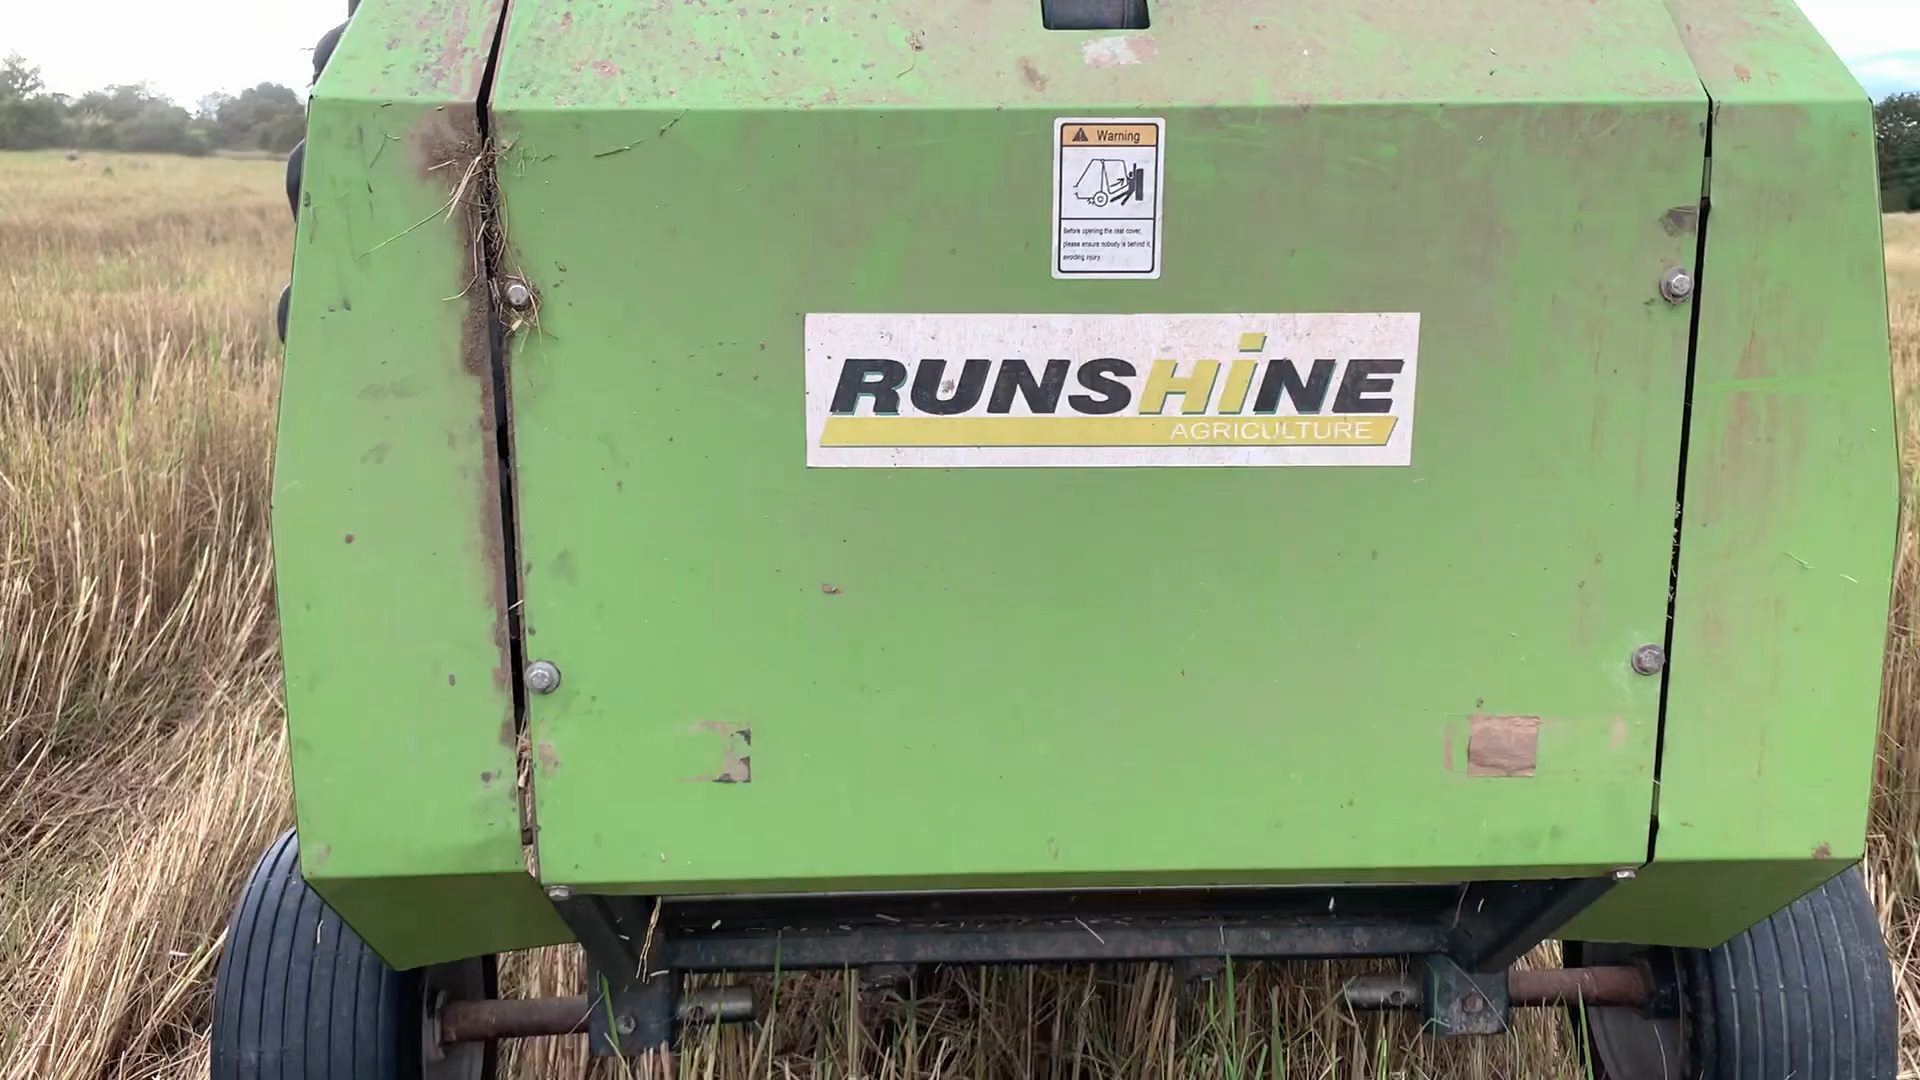 Warning
Before opening the rear cover,
please ensure nobody is behind it,
avoiding injury.
RUNSHiNE
AGRICULTURE